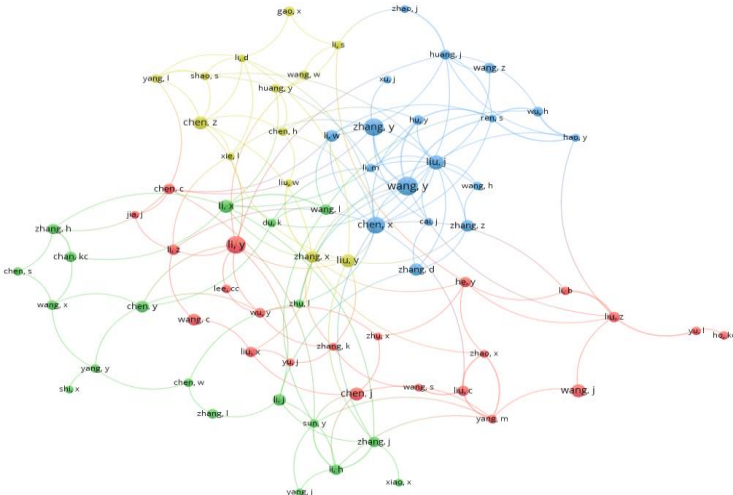 zhao, j
gao, x
li, s
huang, j
li, d
wang, z
yang, l
shao, s
wang, w
xu, j
huang, y
wu, h
chen, z
zhang, y
hu, y
ren, s
chen, h
li, w
hao, y
xie, l
liu, j
li, m
liu, w
wang, y
wang, h
chen, c
li, x
wang, l
jia, j
du, k
chen, x
cai, j
zhang, z
zhang, h
li, z
li, y
chan, kc
zhang, x
liu, y
chen, s
zhang, d
he, y
lee, cc
li, b
wang, x
chen, y
zhu, l
wu, y
wang, c
liu, z
zhu, x
yu, l
zhang, k
liu, x
zhao, x
yu, j
yang, y
chen, w
shi, x
wang, s
liu, c
chen, j
wang, j
li, j
zhang, l
sun, y
yang, m
zhang, j
li, h
xiao, x